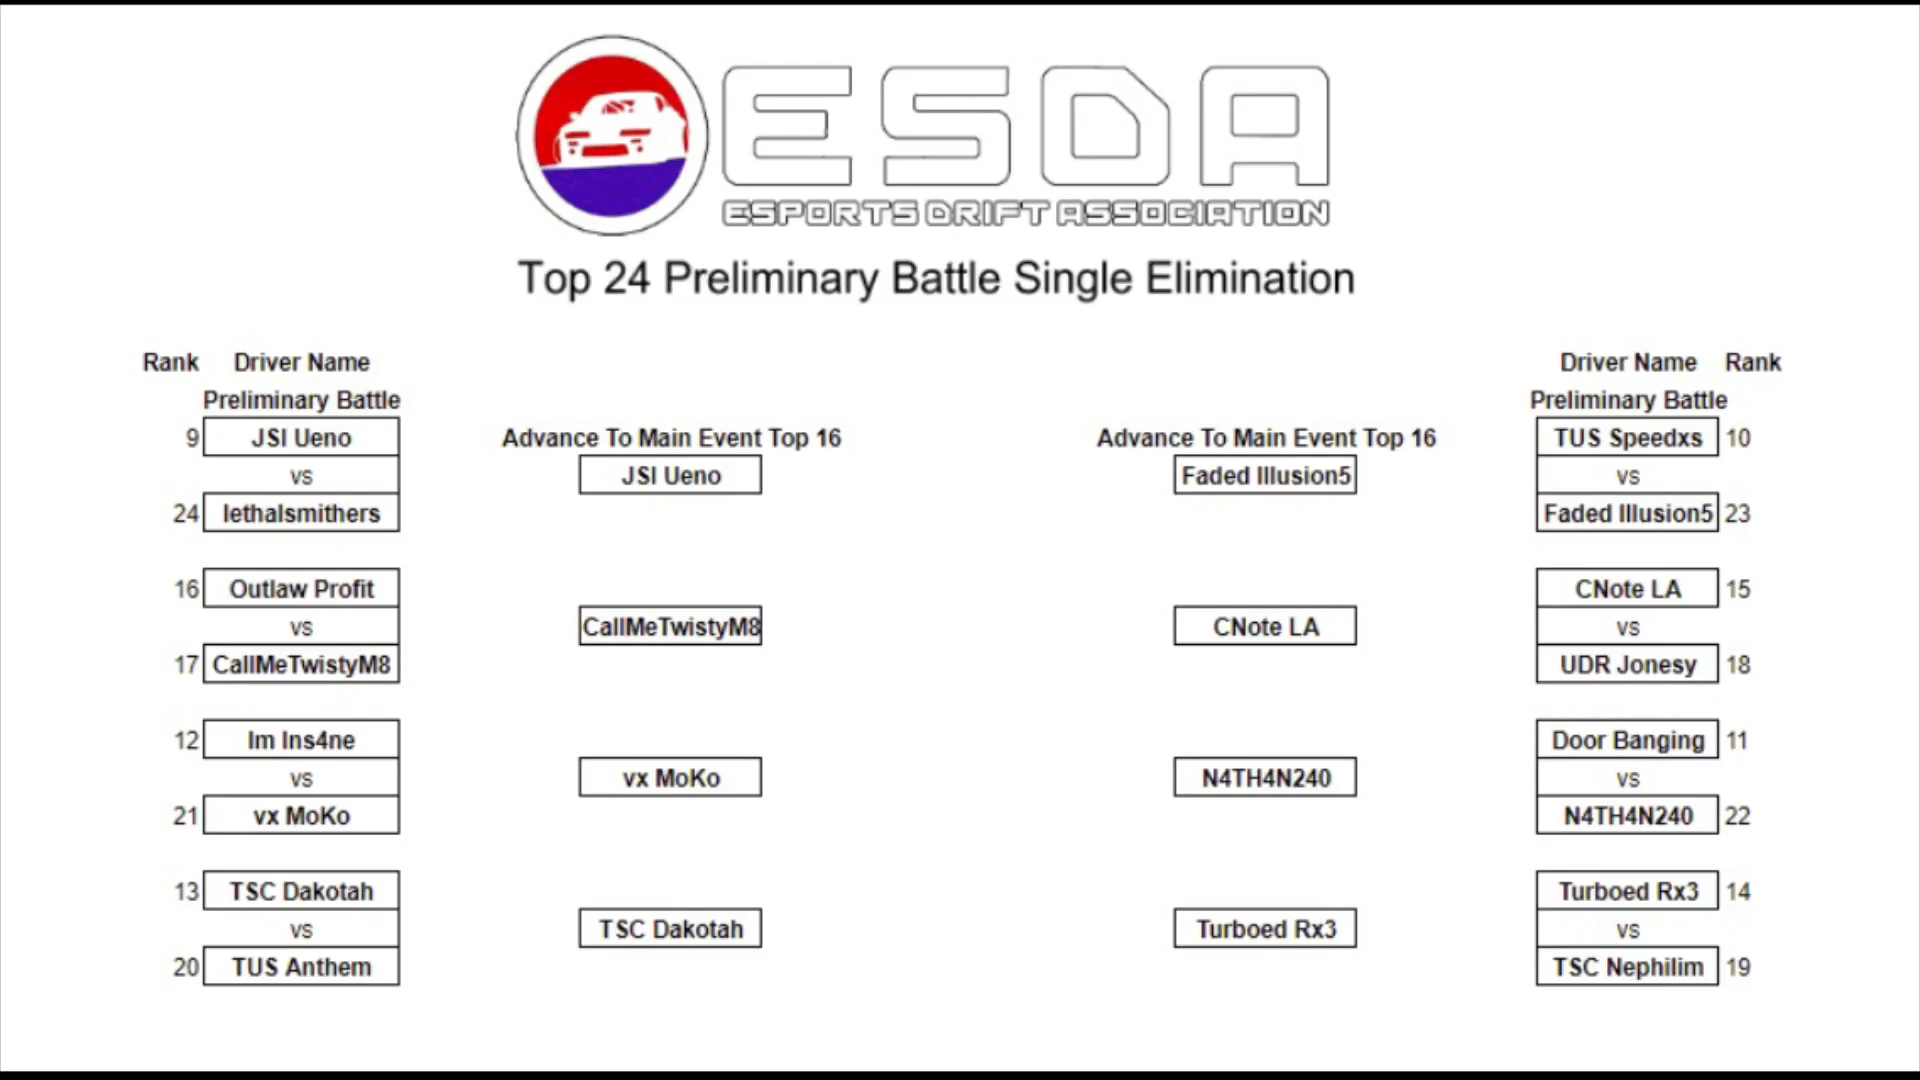 ESDA
ESPORTS DRIFT ASSOCIATION
Top 24 Preliminary Battle Single Elimination
Rank Driver Name Driver Name Rank
Preliminary Battle Preliminary Battle
9 JSI Ueno Advance To Main Event Top 16 Advance To Main Event Top 16 TUS Speedxs 10
vs JSI Ueno Faded Illusion5 vs
24 lethalsmithers Faded Illusion5 23
16 Outlaw Profit CNote LA 15
vs CallMeTwistyM8 CNote LA vs
17 CallMeTwistyM8 UDR Jonesy 18
12 Im Ins4ne Door Banging 11
vs vx MoKo N4TH4N240 vs
21 vx MoKo N4TH4N240 22
13 TSC Dakotah Turboed Rx3 14
vs TSC Dakotah Turboed Rx3 vs
20 TUS Anthem TSC Nephilim 19